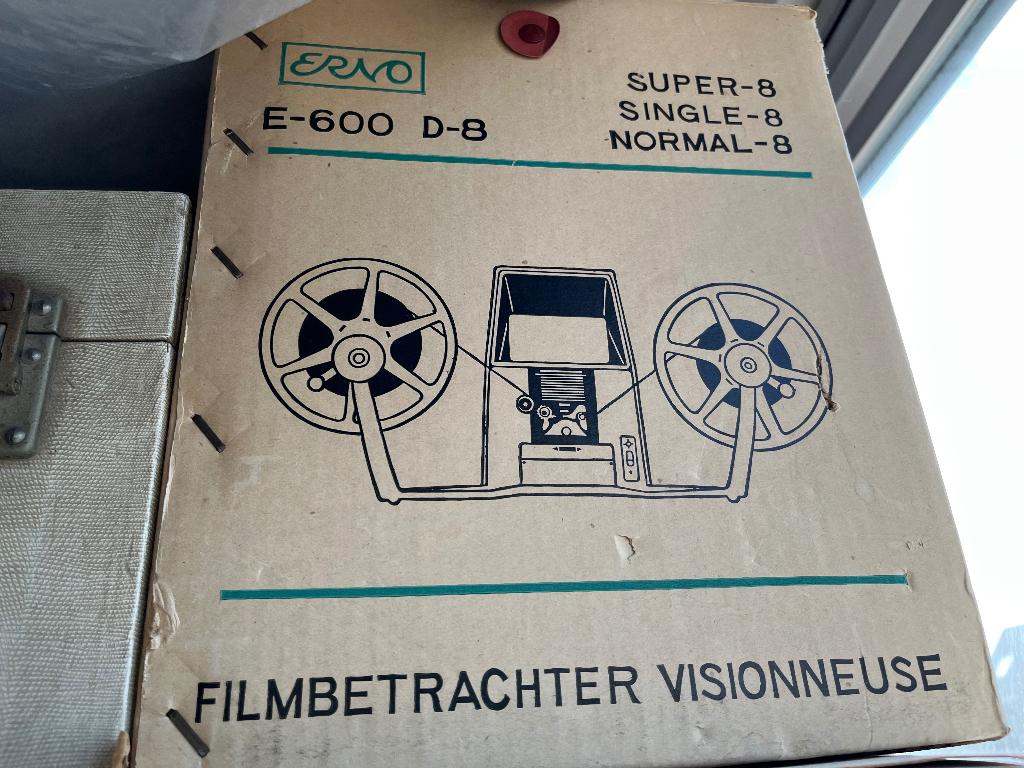 ERNO
E-600 D-8
SUPER-8
SINGLE-8
NORMAL-8
FILMBETRACHTER VISIONNEUSE